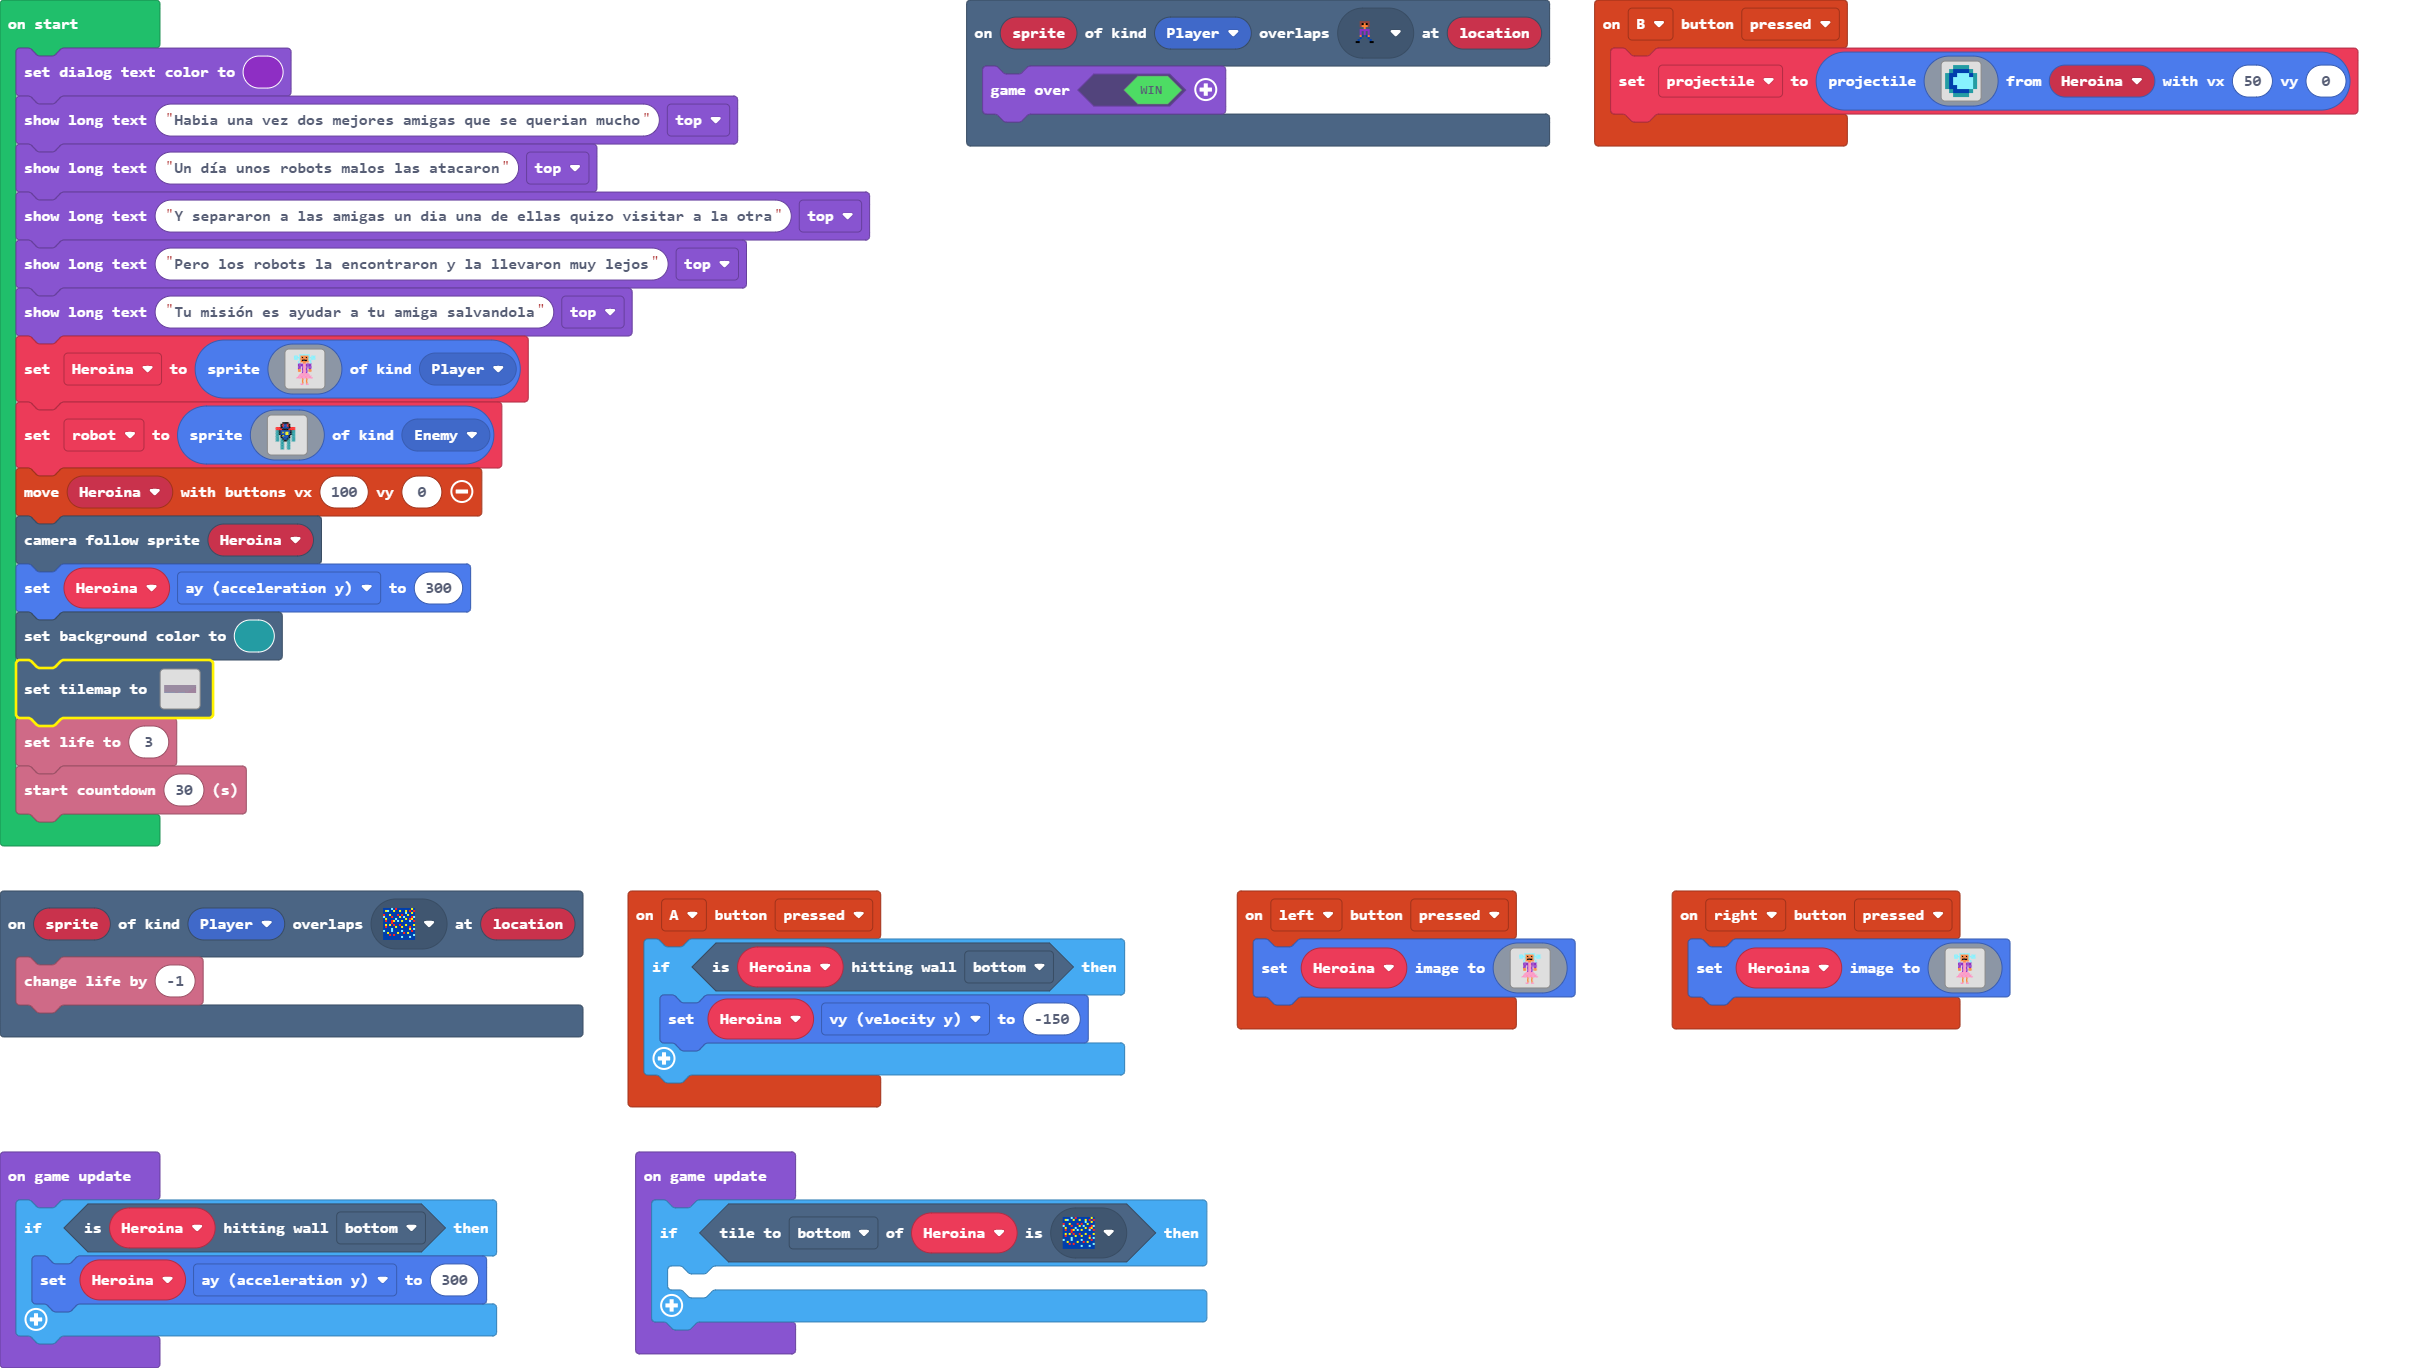 on start
set dialog text color to
show long text "Habia una vez dos mejores amigas que se querian mucho" top
show long text "Un día unos robots malos las atacaron" top
show long text "Y separaron a las amigas un dia una de ellas quizo visitar a la otra" top
show long text "Pero los robots la encontraron y la llevaron muy lejos" top
show long text "Tu misión es ayudar a tu amiga salvandola" top
set Heroina to sprite of kind Player
set robot to sprite of kind Enemy
move Heroina with buttons vx 100 vy 0
camera follow sprite Heroina
set Heroina ay (acceleration y) to 300
set background color to
set tilemap to
set life to 3
start countdown 30 (s)
on sprite of kind Player overlaps at location
game over WIN
on B button pressed
set projectile to projectile from Heroina with vx 50 vy 0
on sprite of kind Player overlaps at location
change life by -1
on A button pressed
if is Heroina hitting wall bottom then
set Heroina vy (velocity y) to -150
on left button pressed
set Heroina image to
on right button pressed
set Heroina image to
on game update
if is Heroina hitting wall bottom then
set Heroina ay (acceleration y) to 300
on game update
if tile to bottom of Heroina is then